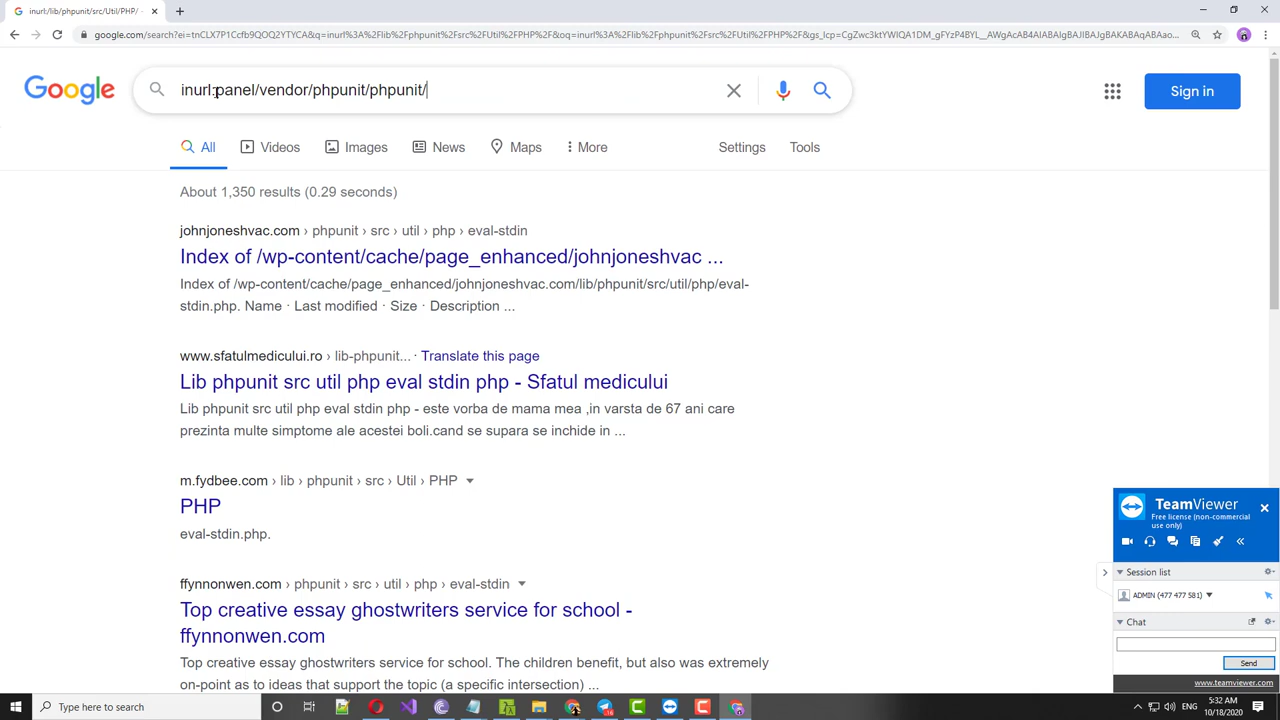 inurl:/lib/phpunit/src/Util/PHP/ -
google.com/search?ei=tnCLX7P1Ccfb9QOQ2YTYCA&q=inurl%3A%2Flib%2Fphpunit%2Fsrc%2FUtil%2FPHP%2F&oq=inurl%3A%2Flib%2Fphpunit%2Fsrc%2FUtil%2FPHP%2F&gs_lcp=
Google
inurl:panel/vendor/phpunit/phpunit/
Sign in
All Videos Images News Maps More Settings Tools
About 1,350 results (0.29 seconds)
johnjoneshvac.com › phpunit › src › util › php › eval-stdin
Index of /wp-content/cache/page_enhanced/johnjoneshvac ...
Index of /wp-content/cache/page_enhanced/johnjoneshvac.com/lib/phpunit/src/util/php/eval-
stdin.php. Name · Last modified · Size · Description ...
www.sfatulmedicului.ro › lib-phpunit... · Translate this page
Lib phpunit src util php eval stdin php - Sfatul medicului
Lib phpunit src util php eval stdin php - este vorba de mama mea ,in varsta de 67 ani care
prezinta multe simptome ale acestei boli.cand se supara se inchide in ...
m.fydbee.com › lib › phpunit › src › Util › PHP
PHP
eval-stdin.php.
ffynnonwen.com › phpunit › src › util › php › eval-stdin
Top creative essay ghostwriters service for school -
ffynnonwen.com
Top creative essay ghostwriters service for school. The children benefit, but also was extremely
on-point as to ideas that support the topic (a specific intersection) ...
TeamViewer
Free license (non-commercial
use only)
Session list
ADMIN (477 477 581)
Chat
Send
www.teamviewer.com
Type here to search
ENG
5:32 AM
10/18/2020